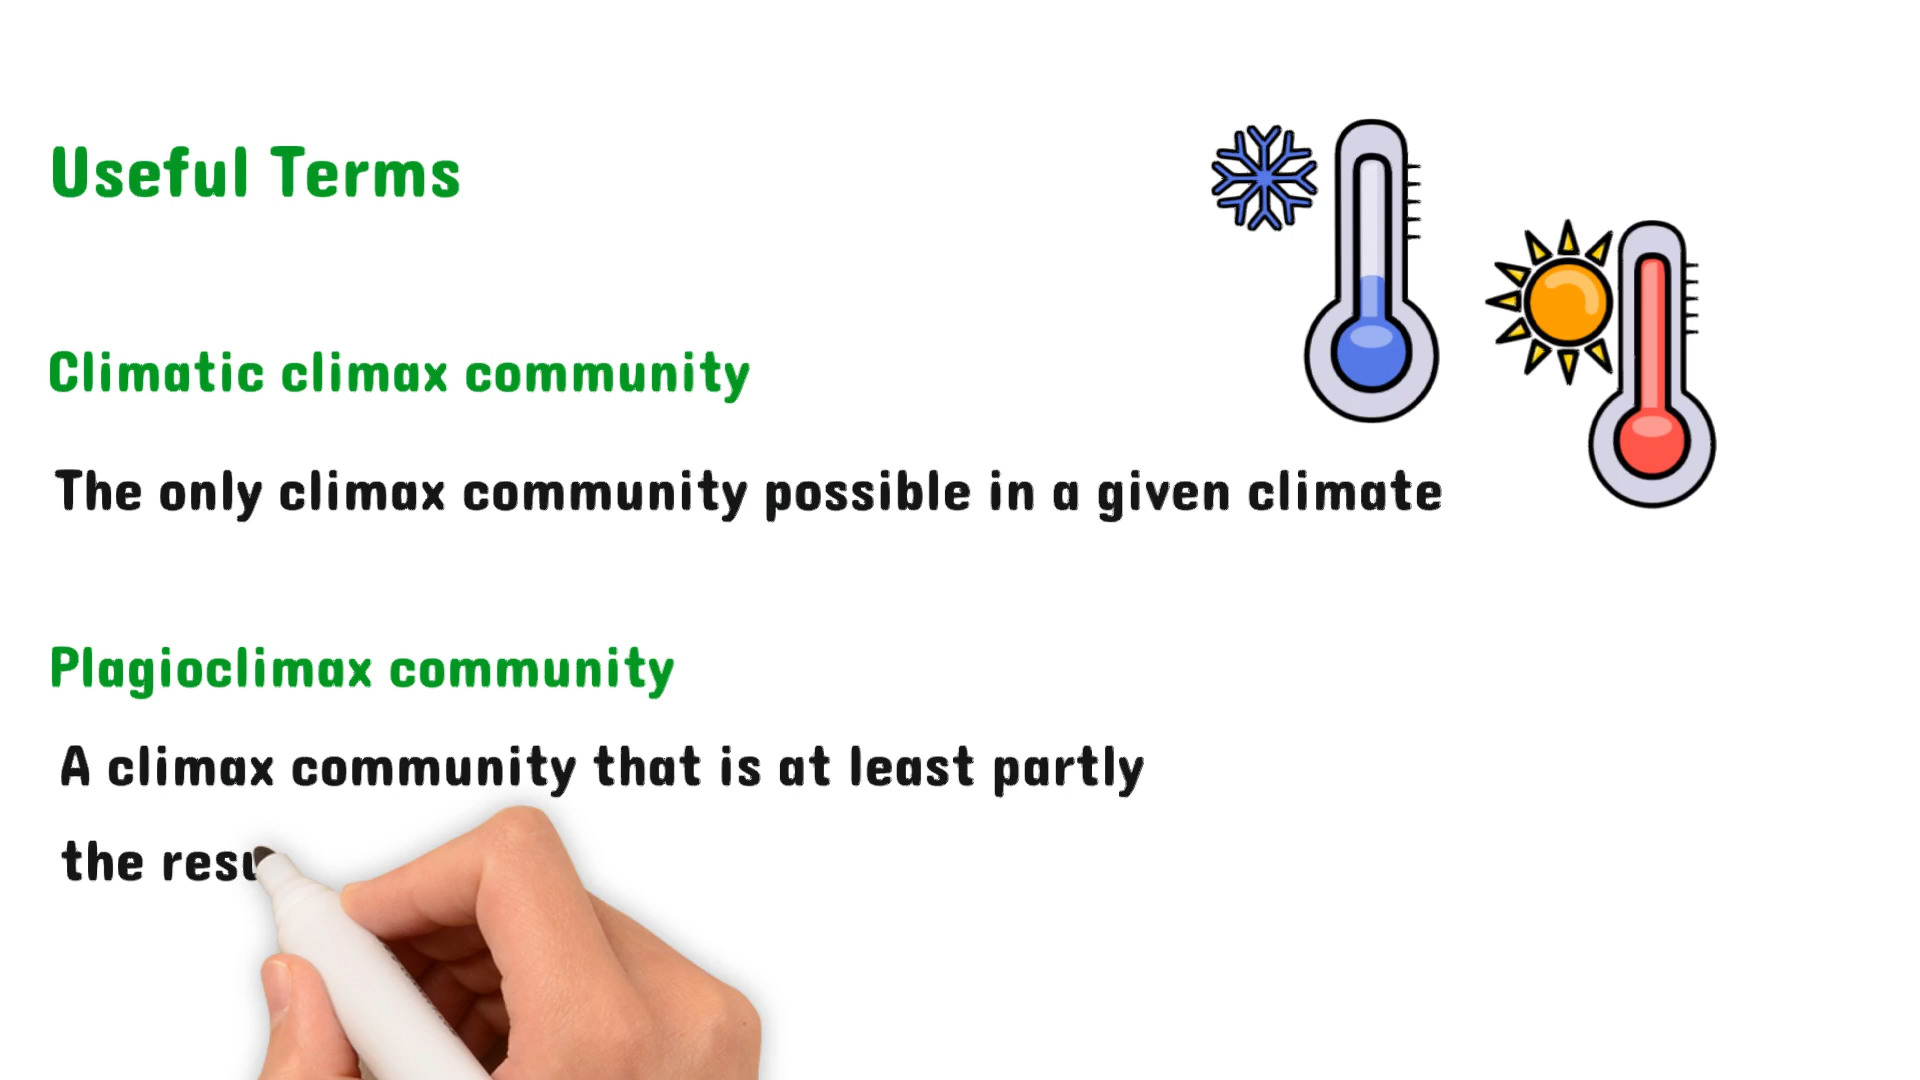 Useful Terms
Climatic climax community
The only climax community possible in a given climate
Plagioclimax community
A climax community that is at least partly
the